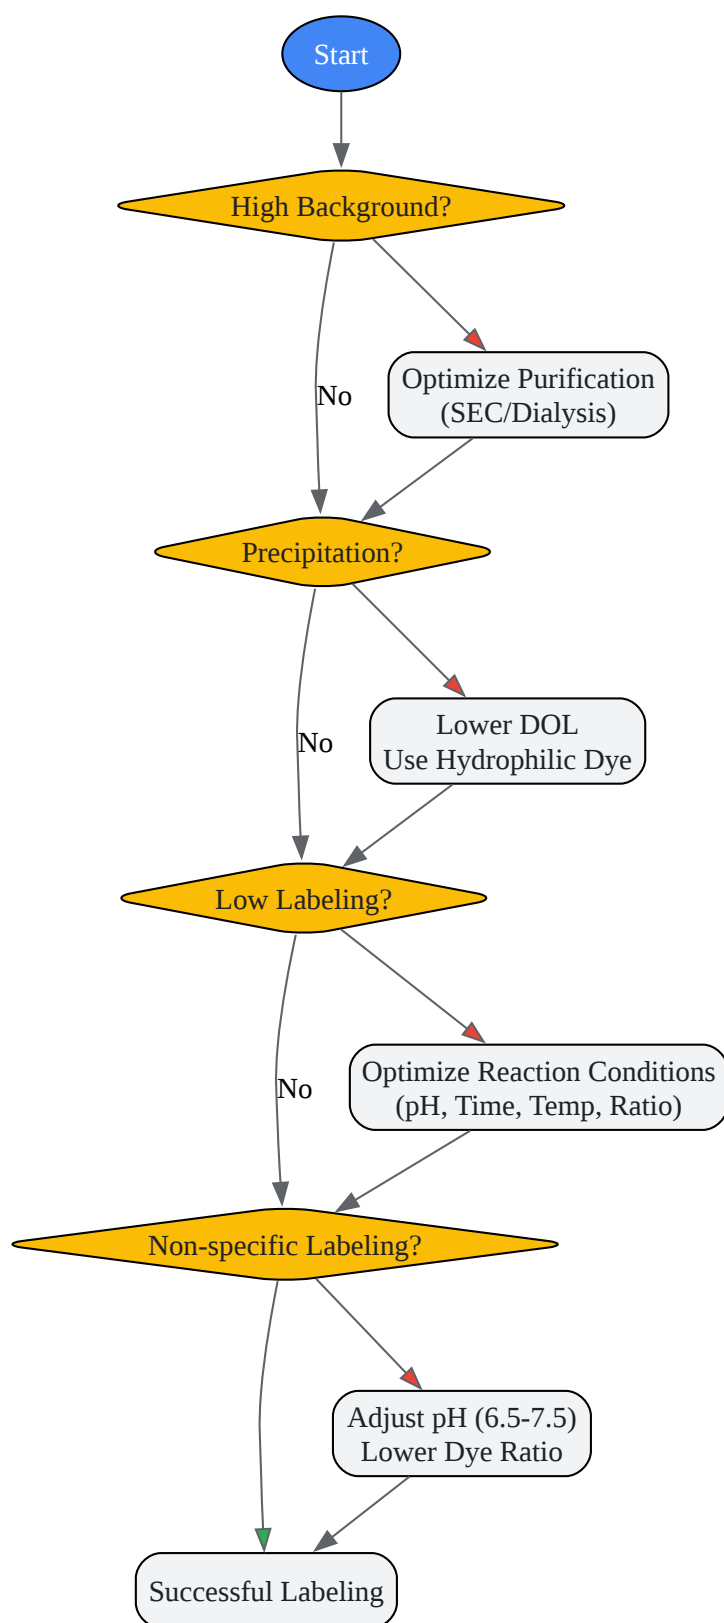 Start
High Background?
No
Optimize Purification
(SEC/Dialysis)
Precipitation?
No
Lower DOL
Use Hydrophilic Dye
Low Labeling?
No
Optimize Reaction Conditions
(pH, Time, Temp, Ratio)
Non-specific Labeling?
Adjust pH (6.5-7.5)
Lower Dye Ratio
Successful Labeling